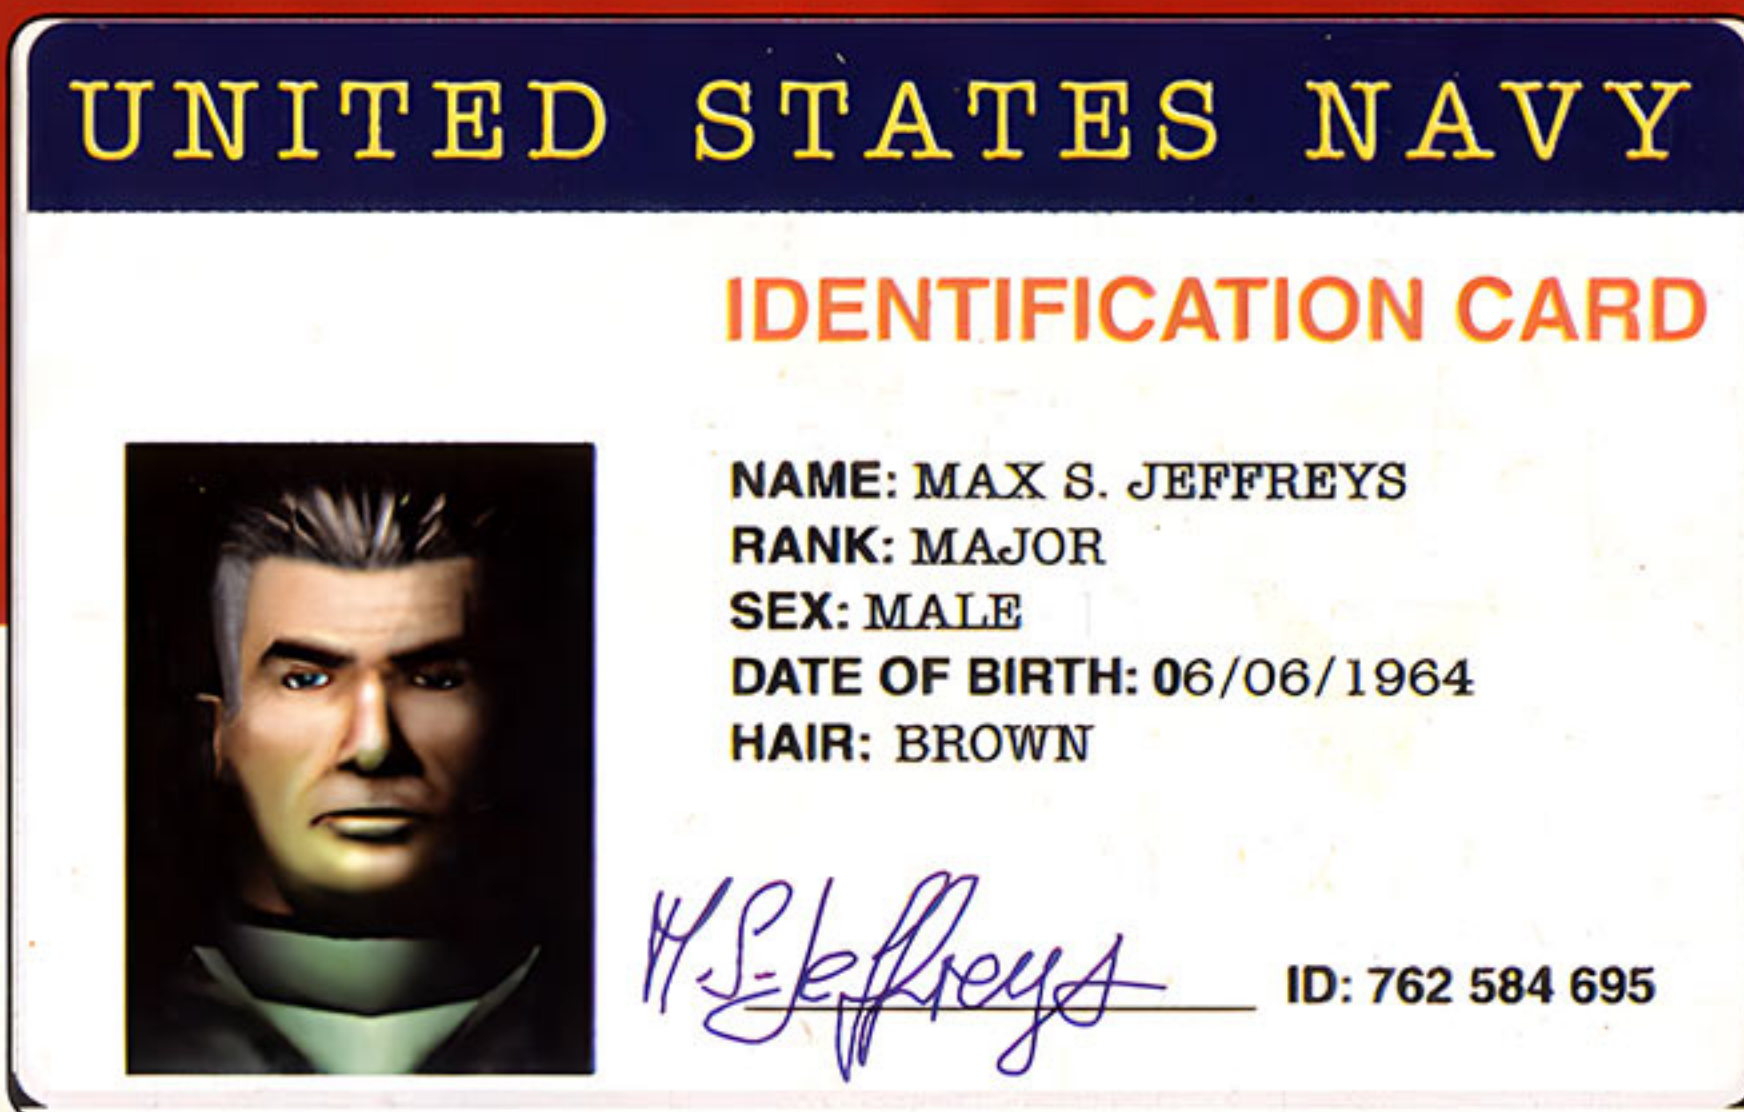 UNITED STATES NAVY
IDENTIFICATION CARD
NAME: MAX S. JEFFREYS
RANK: MAJOR
SEX: MALE
DATE OF BIRTH: 06/06/1964
HAIR: BROWN
M.S. Jeffreys
ID: 762 584 695